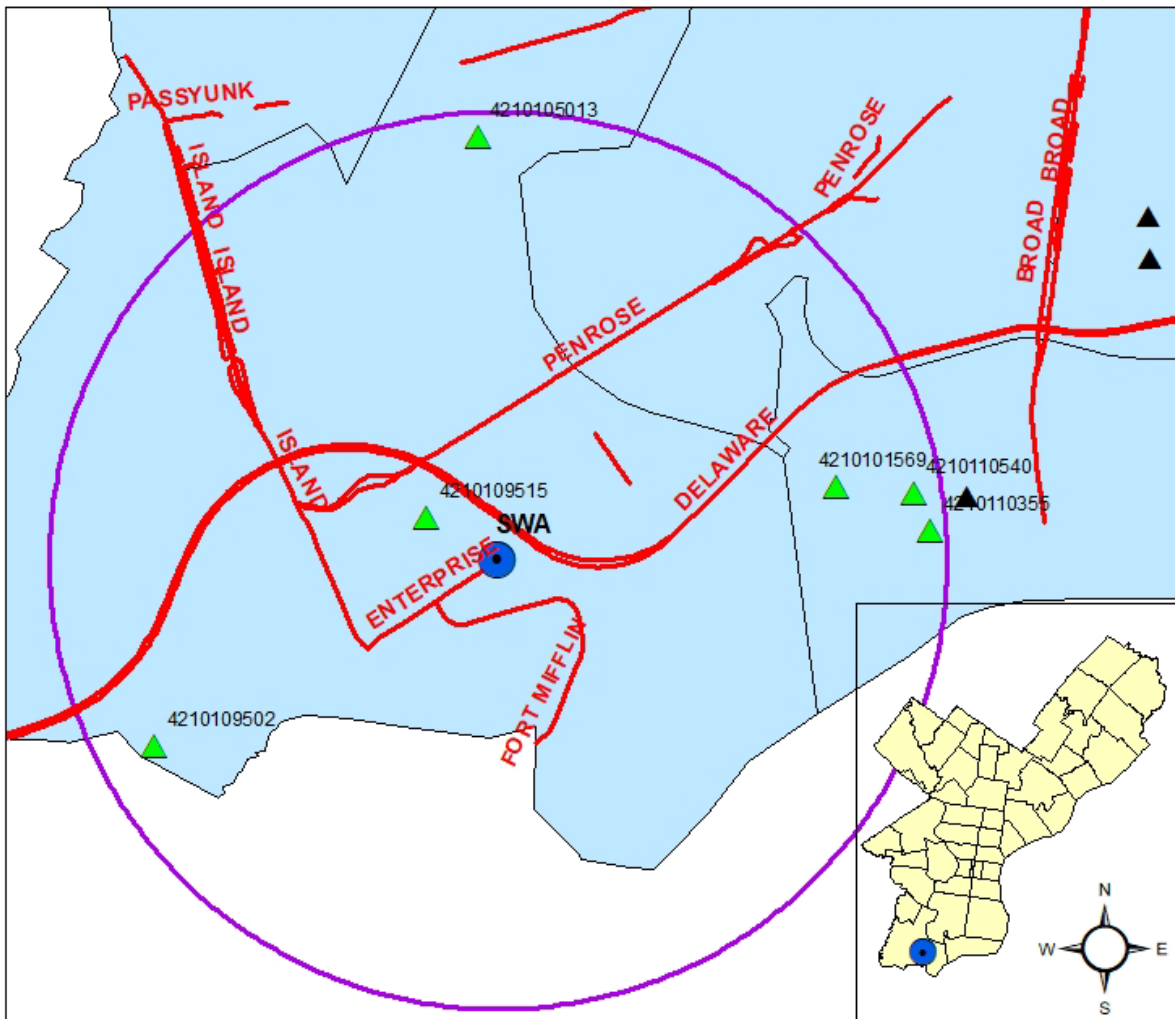 4210105013
PASSYUNK
PENROSE
BROAD BROAD
ISLAND ISLAND
PENROSE
DELAWARE
ISLAND
4210101569
4210110540
4210109515
4210110355
SWA
ENTERPRISE
FORT MIFFLIN
4210109502
N
W
E
S